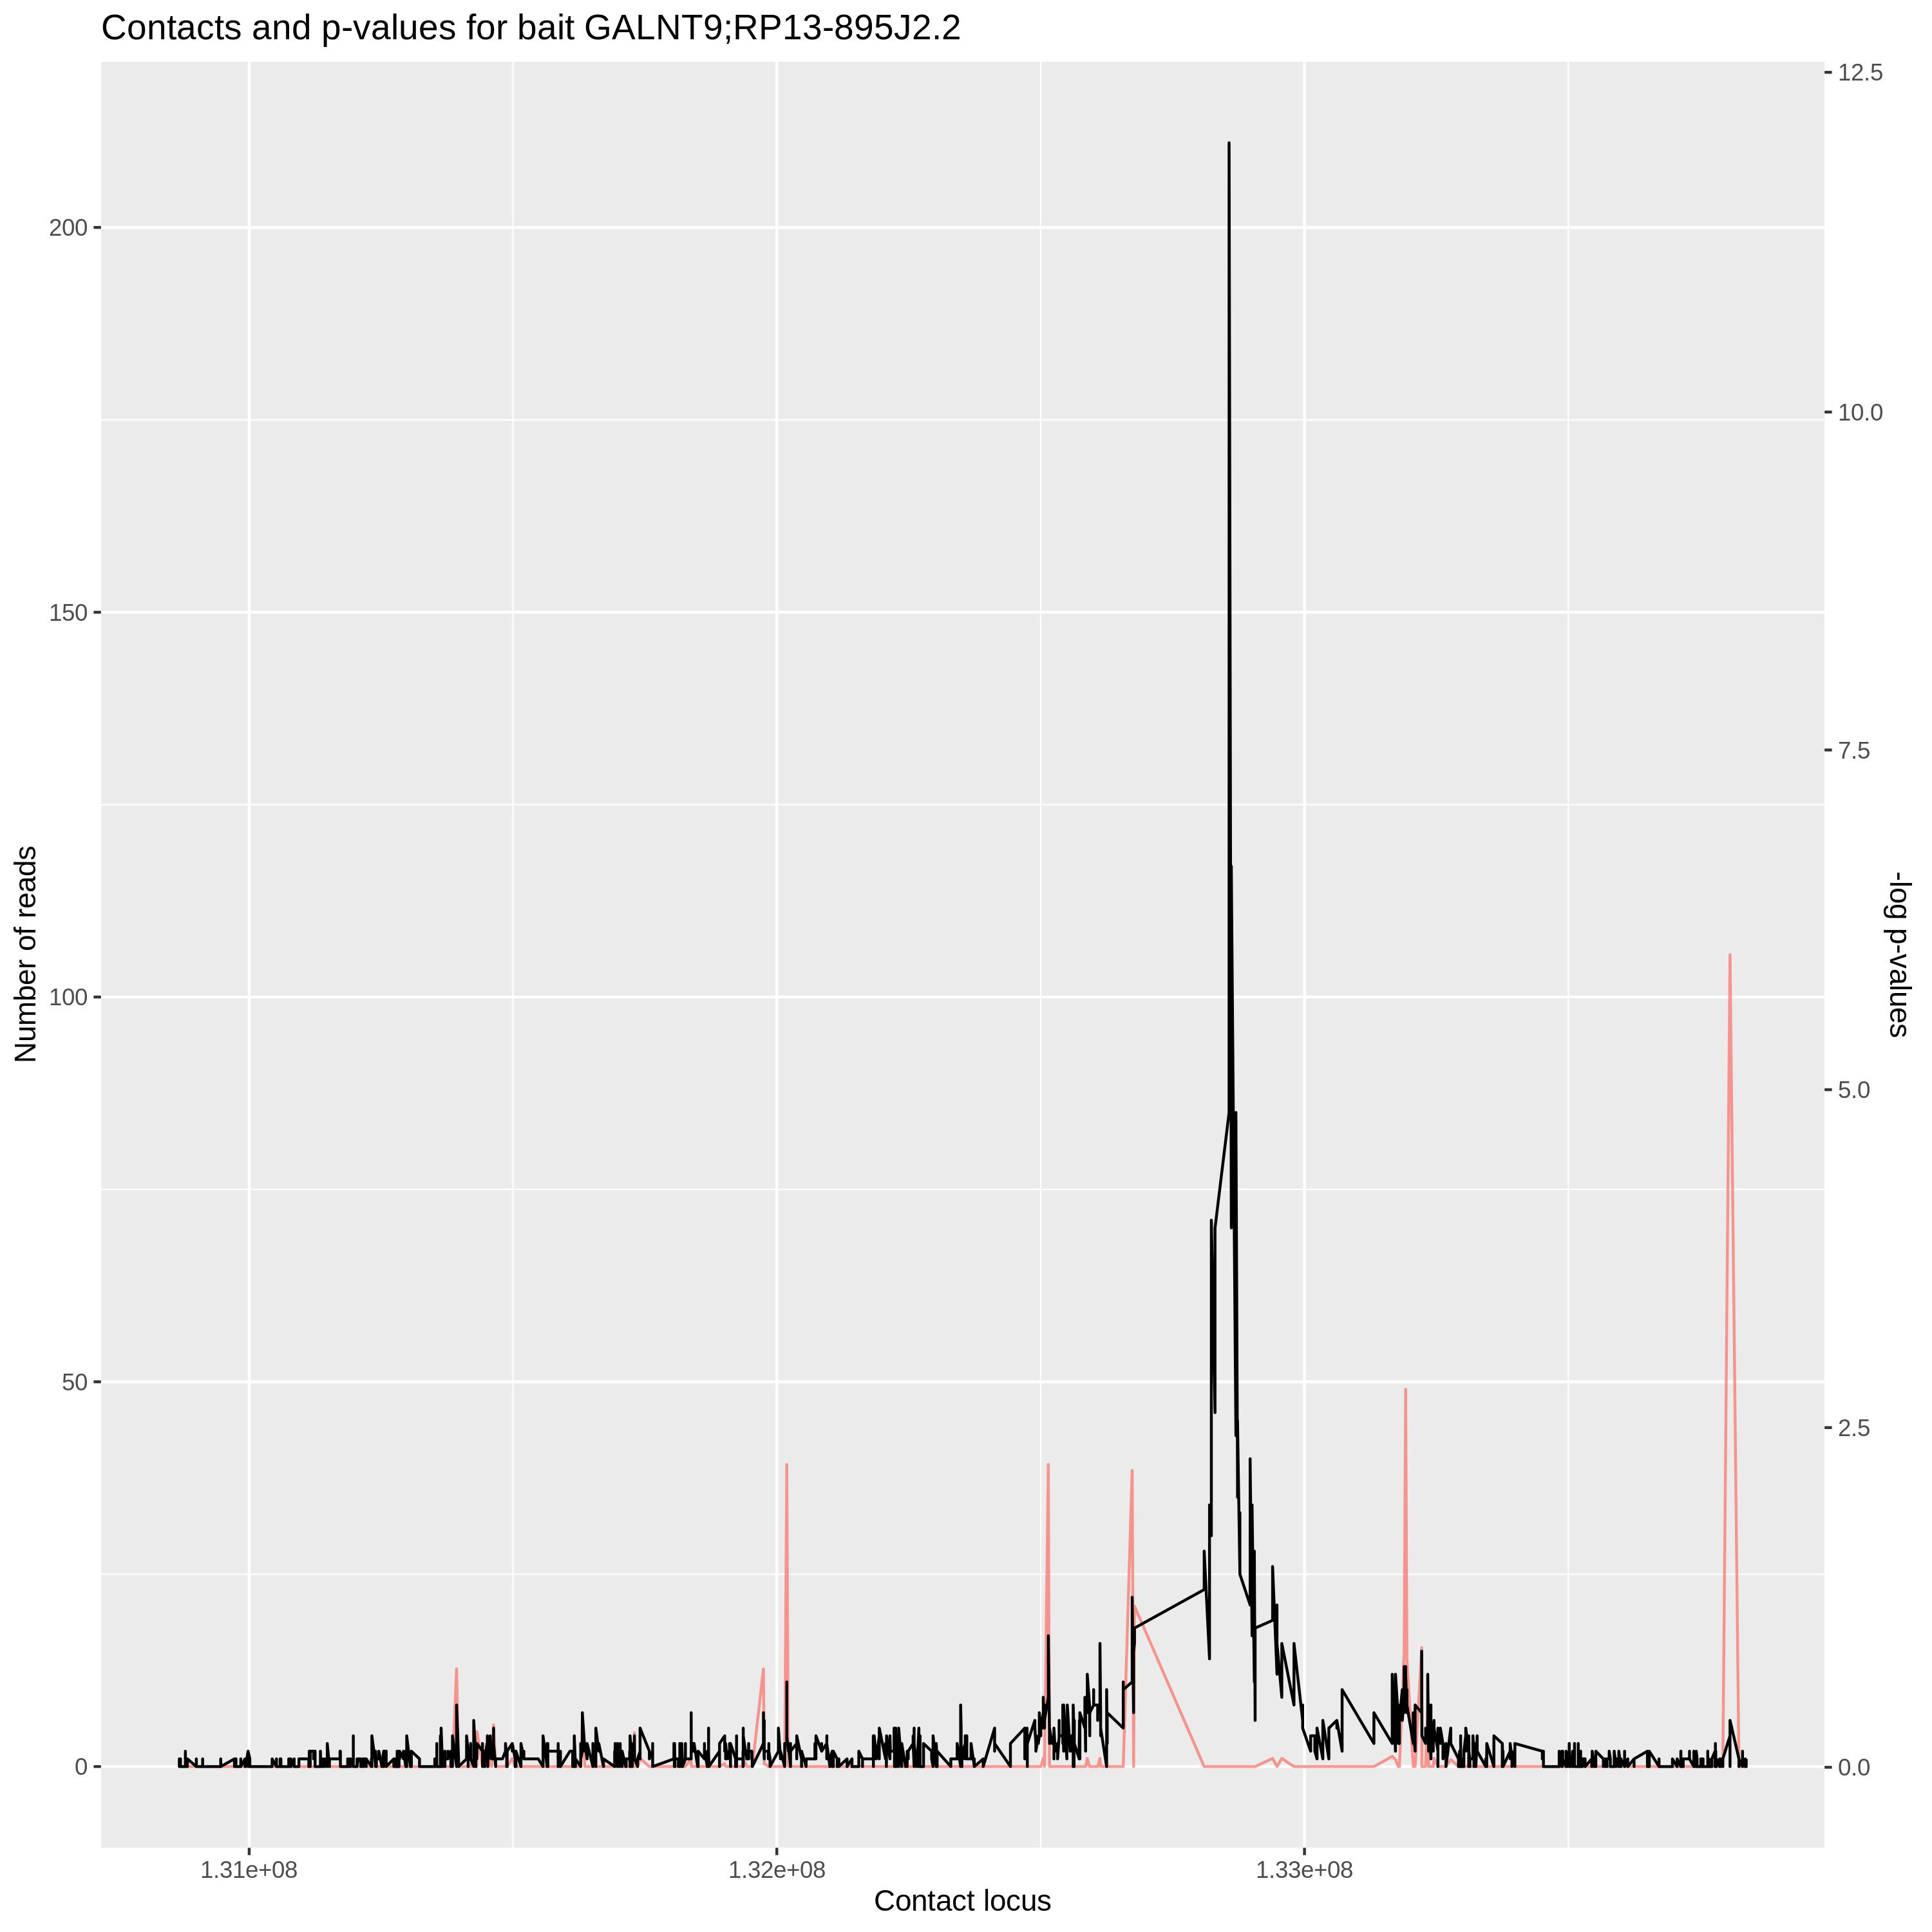 Contacts and p-values for bait GALNT9;RP13-895J2.2
Number of reads
200
150
100
50
0
12.5
10.0
7.5
5.0
2.5
0.0
-log p-values
1.31e+08
1.32e+08
1.33e+08
Contact locus